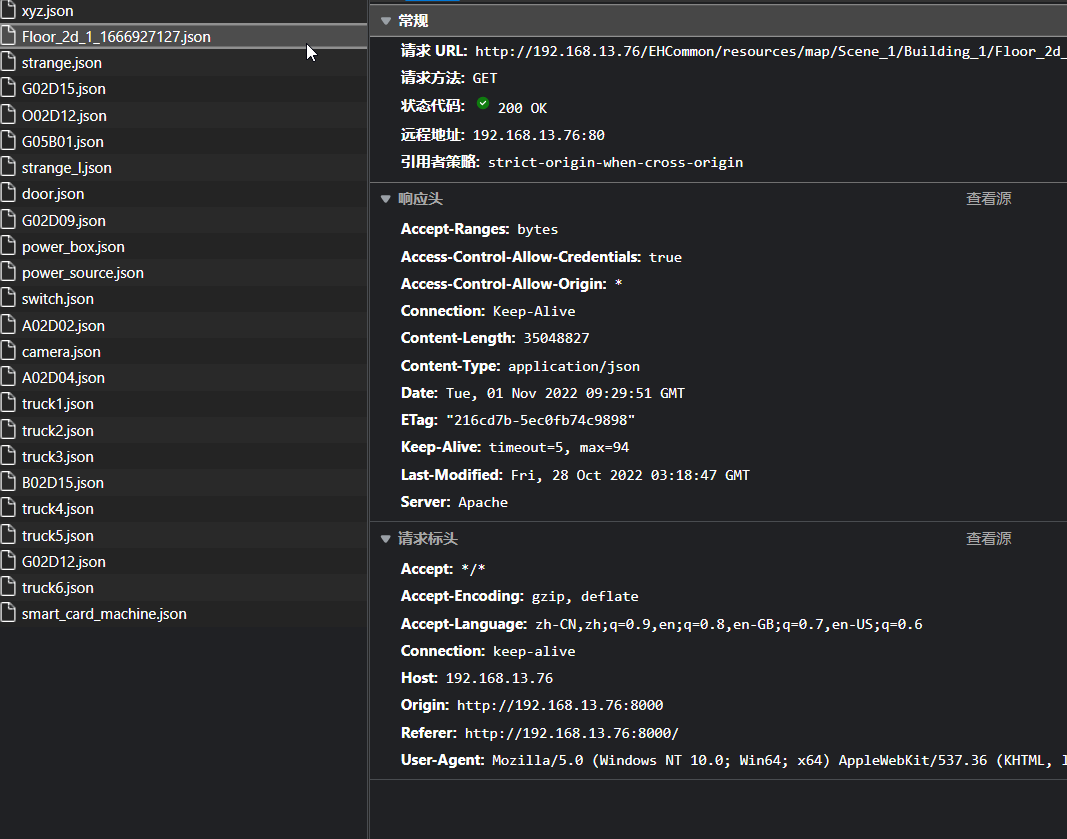 xyz.json
Floor_2d_1_1666927127.json
strange.json
G02D15.json
O02D12.json
G05B01.json
strange_l.json
door.json
G02D09.json
power_box.json
power_source.json
switch.json
A02D02.json
camera.json
A02D04.json
truck1.json
truck2.json
truck3.json
B02D15.json
truck4.json
truck5.json
G02D12.json
truck6.json
smart_card_machine.json
常规
请求 URL: http://192.168.13.76/EHCommon/resources/map/Scene_1/Building_1/Floor_2d_
请求方法: GET
状态代码: 200 OK
远程地址: 192.168.13.76:80
引用者策略: strict-origin-when-cross-origin
响应头 查看源
Accept-Ranges: bytes
Access-Control-Allow-Credentials: true
Access-Control-Allow-Origin: *
Connection: Keep-Alive
Content-Length: 35048827
Content-Type: application/json
Date: Tue, 01 Nov 2022 09:29:51 GMT
ETag: "216cd7b-5ec0fb74c9898"
Keep-Alive: timeout=5, max=94
Last-Modified: Fri, 28 Oct 2022 03:18:47 GMT
Server: Apache
请求标头 查看源
Accept: */*
Accept-Encoding: gzip, deflate
Accept-Language: zh-CN,zh;q=0.9,en;q=0.8,en-GB;q=0.7,en-US;q=0.6
Connection: keep-alive
Host: 192.168.13.76
Origin: http://192.168.13.76:8000
Referer: http://192.168.13.76:8000/
User-Agent: Mozilla/5.0 (Windows NT 10.0; Win64; x64) AppleWebKit/537.36 (KHTML,